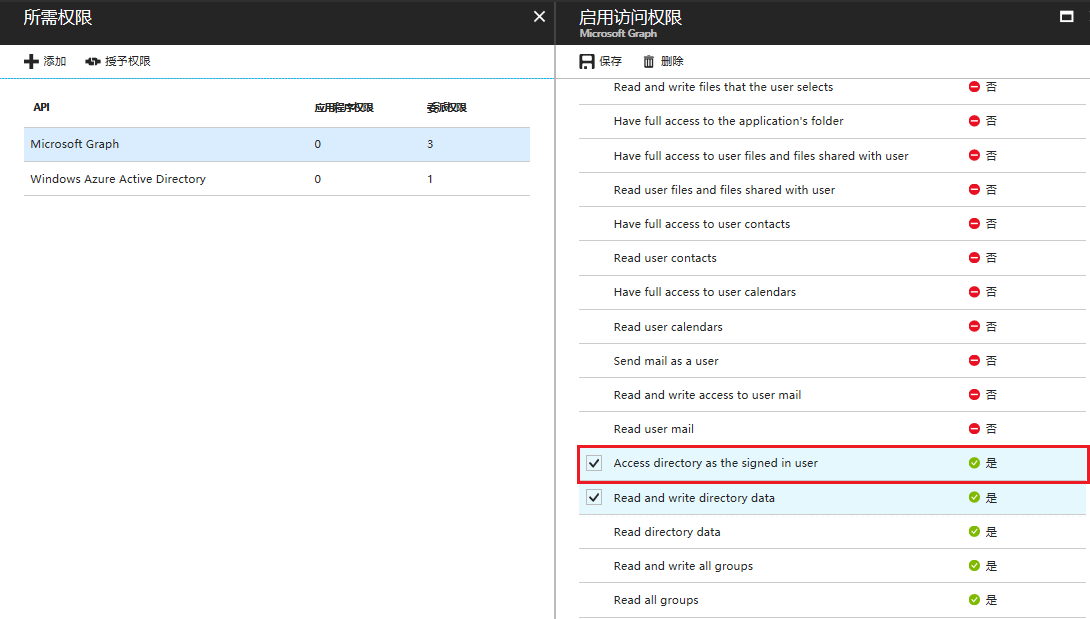 所需权限
添加 授予权限
API 应用程序权限 委派权限
Microsoft Graph 0 3
Windows Azure Active Directory 0 1
启用访问权限
Microsoft Graph
保存 删除
Read and write files that the user selects 否
Have full access to the application's folder 否
Have full access to user files and files shared with user 否
Read user files and files shared with user 否
Have full access to user contacts 否
Read user contacts 否
Have full access to user calendars 否
Read user calendars 否
Send mail as a user 否
Read and write access to user mail 否
Read user mail 否
Access directory as the signed in user 是
Read and write directory data 是
Read directory data 是
Read and write all groups 是
Read all groups 是